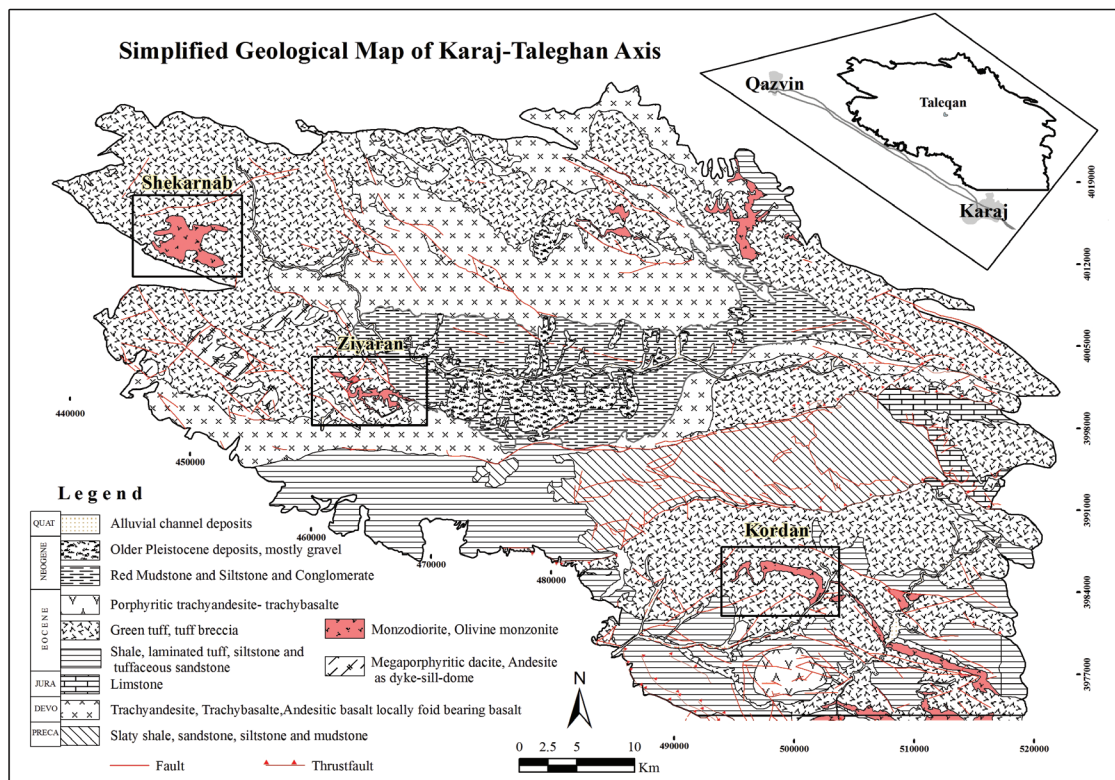 Simplified Geological Map of Karaj-Taleghan Axis
Qazvin
Taleqan
Karaj
Shekarnab
Ziyaran
Kordan
4019000
4012000
4005000
3998000
3991000
3984000
3977000
440000
450000
460000
470000
480000
490000
500000
510000
520000
Legend
QUAT
Alluvial channel deposits
NEOGENE
Older Pleistocene deposits, mostly gravel
Red Mudstone and Siltstone and Conglomerate
EOCENE
Porphyritic trachyandesite- trachybasalte
Green tuff, tuff breccia
Shale, laminated tuff, siltstone and
tuffaceous sandstone
JURA
Limstone
DEVO
Trachyandesite, Trachybasalte,Andesitic basalt locally foid bearing basalt
PRECA
Slaty shale, sandstone, siltstone and mudstone
Monzodiorite, Olivine monzonite
Megaporphyritic dacite, Andesite
as dyke-sill-dome
Fault
Thrustfault
N
0 2.5 5 10
Km